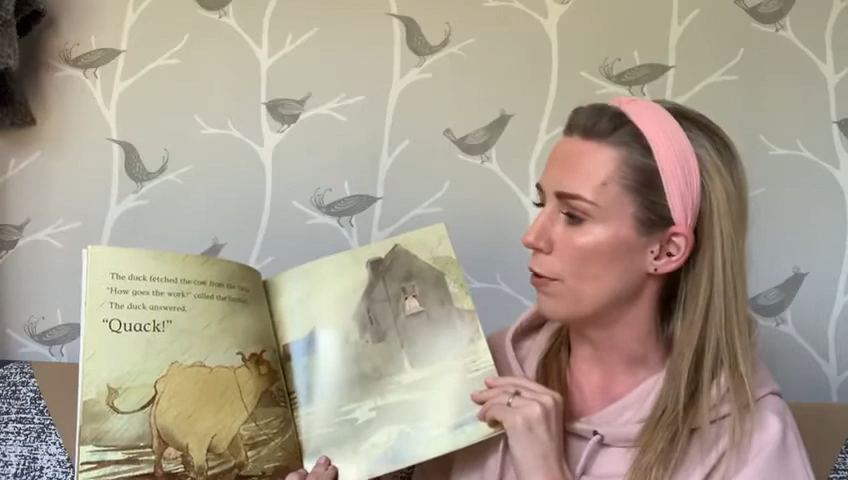 The duck fetched the cow from the field.
"How goes the work?" called the farmer.
The duck answered,
"Quack!"